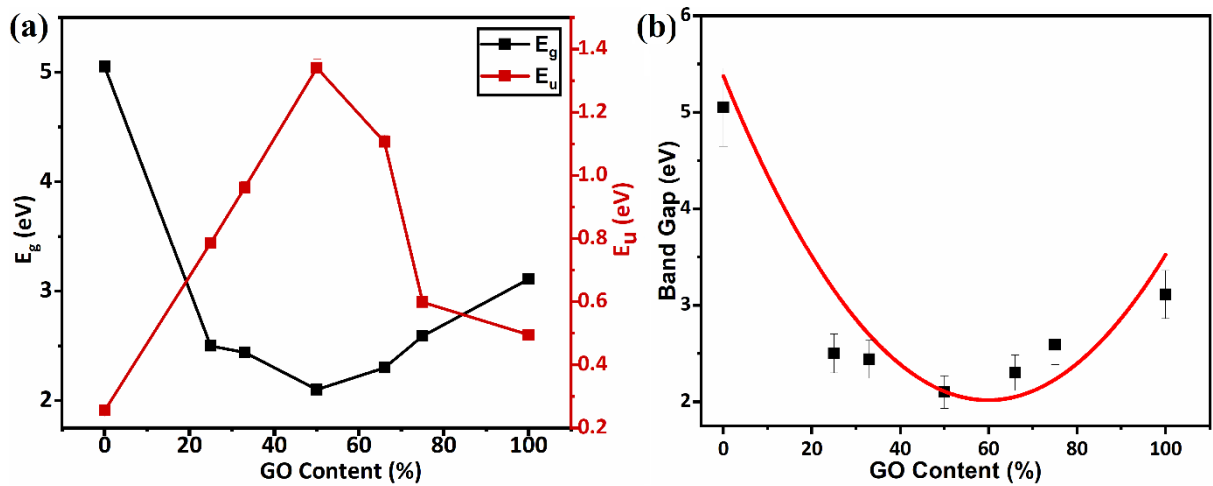 (a)
E_g
E_u
5
4
3
2
E_g (eV)
0 20 40 60 80 100
GO Content (%)
1.4
1.2
1.0
0.8
0.6
0.4
0.2
E_u (eV)
(b)
6
5
4
3
2
Band Gap (eV)
0 20 40 60 80 100
GO Content (%)